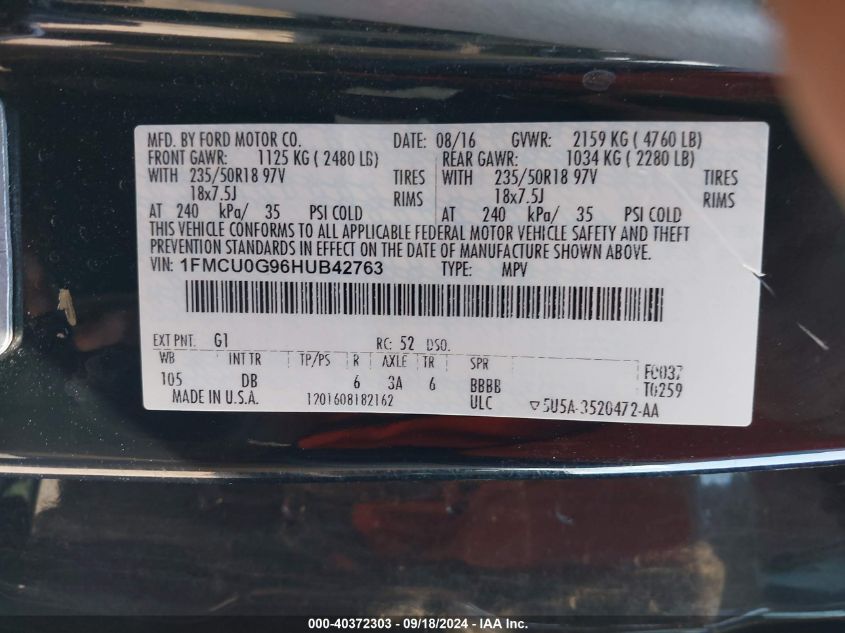 MFD. BY FORD MOTOR CO. DATE: 08/16 GVWR: 2159 KG ( 4760 LB)
FRONT GAWR: 1125 KG ( 2480 LB) REAR GAWR: 1034 KG ( 2280 LB)
WITH 235/50R18 97V TIRES WITH 235/50R18 97V TIRES
18x7.5J RIMS 18x7.5J RIMS
AT 240 kPa/ 35 PSI COLD AT 240 kPa/ 35 PSI COLD
THIS VEHICLE CONFORMS TO ALL APPLICABLE FEDERAL MOTOR VEHICLE SAFETY AND THEFT
PREVENTION STANDARDS IN EFFECT ON THE DATE OF MANUFACTURE SHOWN ABOVE.
VIN: 1FMCU0G96HUB42763 TYPE: MPV
EXT PNT. G1 RC: 52 DSO.
WB INT TR TP/PS R AXLE TR SPR F0037
105 DB 6 3A 6 BBBB T0259
MADE IN U.S.A. 1201608182162 ULC ▽5U5A-3520472-AA
000-40372303 - 09/18/2024 - IAA Inc.